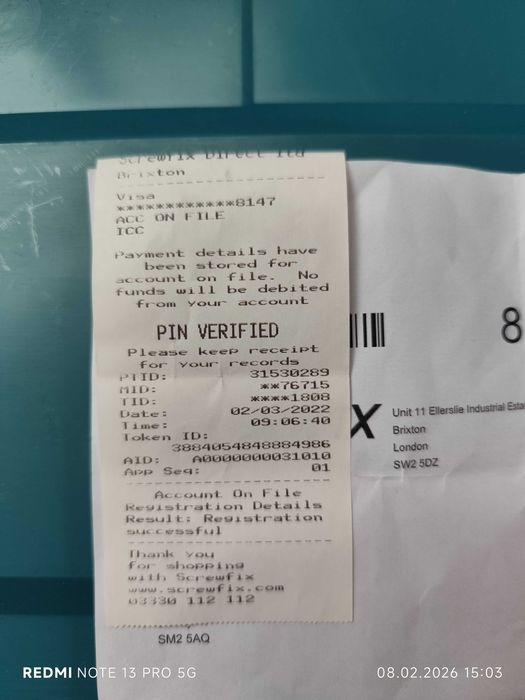 Screwfix Direct Ltd
Brixton
Visa
************8147
ACC ON FILE
ICC
Payment details have
been stored for
account on file. No
funds will be debited
from your account
PIN VERIFIED
Please keep receipt
for your records
PTID: 31530289
MID: **76715
TID: ****1808
Date: 02/03/2022
Time: 09:06:40
Token ID:
3884054848884986
AID: A0000000031010
App Seq: 01
Account On File
Registration Details
Result: Registration
successful
Thank you
for shopping
with Screwfix
www.screwfix.com
03330 112 112
8
X
Unit 11 Ellerslie Industrial Esta
Brixton
London
SW2 5DZ
SM2 5AQ
REDMI NOTE 13 PRO 5G
08.02.2026 15:03